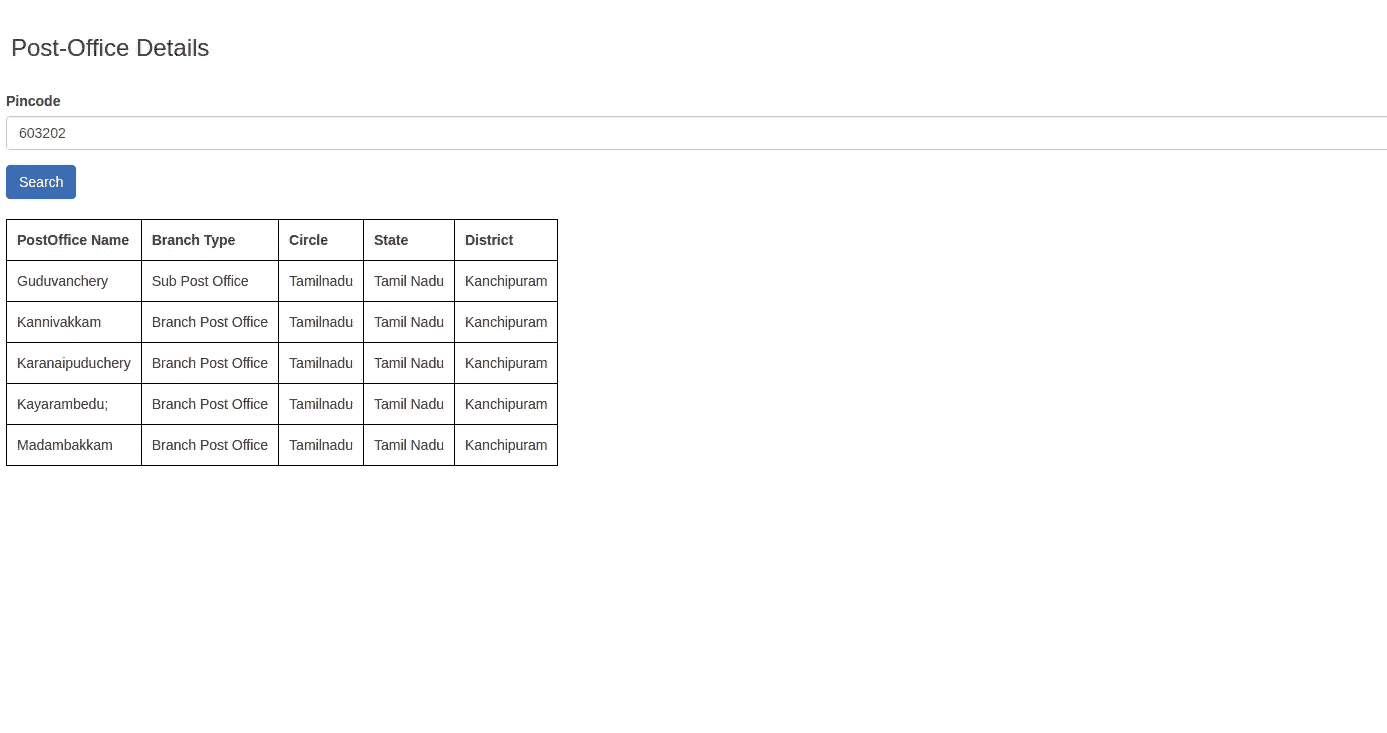 Post-Office Details
Pincode
603202
Search
PostOffice Name Branch Type Circle State District
Guduvanchery Sub Post Office Tamilnadu Tamil Nadu Kanchipuram
Kannivakkam Branch Post Office Tamilnadu Tamil Nadu Kanchipuram
Karanaipuduchery Branch Post Office Tamilnadu Tamil Nadu Kanchipuram
Kayarambedu; Branch Post Office Tamilnadu Tamil Nadu Kanchipuram
Madambakkam Branch Post Office Tamilnadu Tamil Nadu Kanchipuram